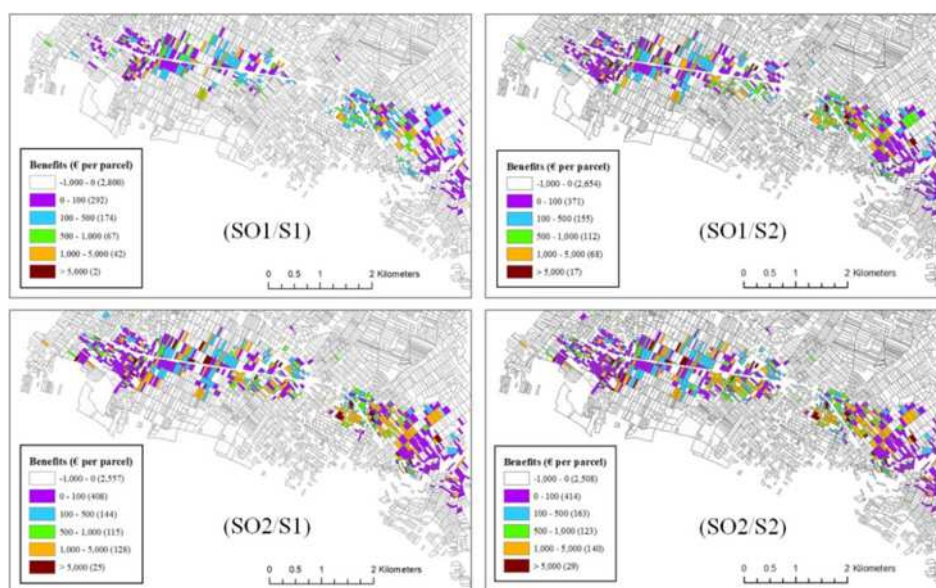 Benefits (€ per parcel)
-1,000 - 0 (2,800)
0 - 100 (292)
100 - 500 (174)
500 - 1,000 (67)
1,000 - 5,000 (42)
> 5,000 (2)
(SO1/S1)
0 0.5 1 2 Kilometers
Benefits (€ per parcel)
-1,000 - 0 (2,654)
0 - 100 (371)
100 - 500 (155)
500 - 1,000 (112)
1,000 - 5,000 (68)
> 5,000 (17)
(SO1/S2)
0 0.5 1 2 Kilometers
Benefits (€ per parcel)
-1,000 - 0 (2,557)
0 - 100 (408)
100 - 500 (144)
500 - 1,000 (115)
1,000 - 5,000 (128)
> 5,000 (25)
(SO2/S1)
0 0.5 1 2 Kilometers
Benefits (€ per parcel)
-1,000 - 0 (2,508)
0 - 100 (414)
100 - 500 (163)
500 - 1,000 (123)
1,000 - 5,000 (140)
> 5,000 (29)
(SO2/S2)
0 0.5 1 2 Kilometers